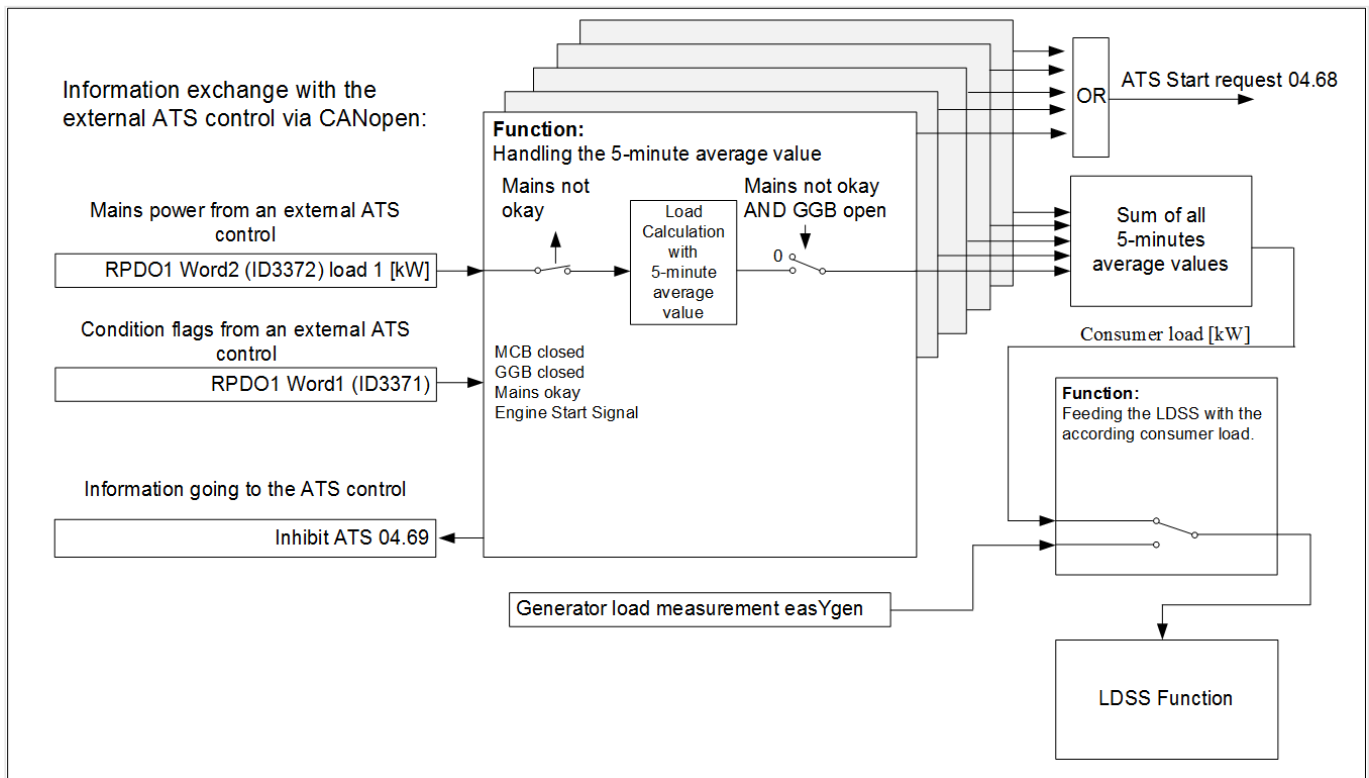 Information exchange with the
external ATS control via CANopen:
Mains power from an external ATS
control
RPDO1 Word2 (ID3372) load 1 [kW]
Condition flags from an external ATS
control
RPDO1 Word1 (ID3371)
Information going to the ATS control
Inhibit ATS 04.69
Function:
Handling the 5-minute average value
Mains not
okay
Load
Calculation
with
5-minute
average
value
Mains not okay
AND GGB open
0
MCB closed
GGB closed
Mains okay
Engine Start Signal
OR
ATS Start request 04.68
Sum of all
5-minutes
average values
Consumer load [kW]
Function:
Feeding the LDSS with the
according consumer load.
Generator load measurement easYgen
LDSS Function